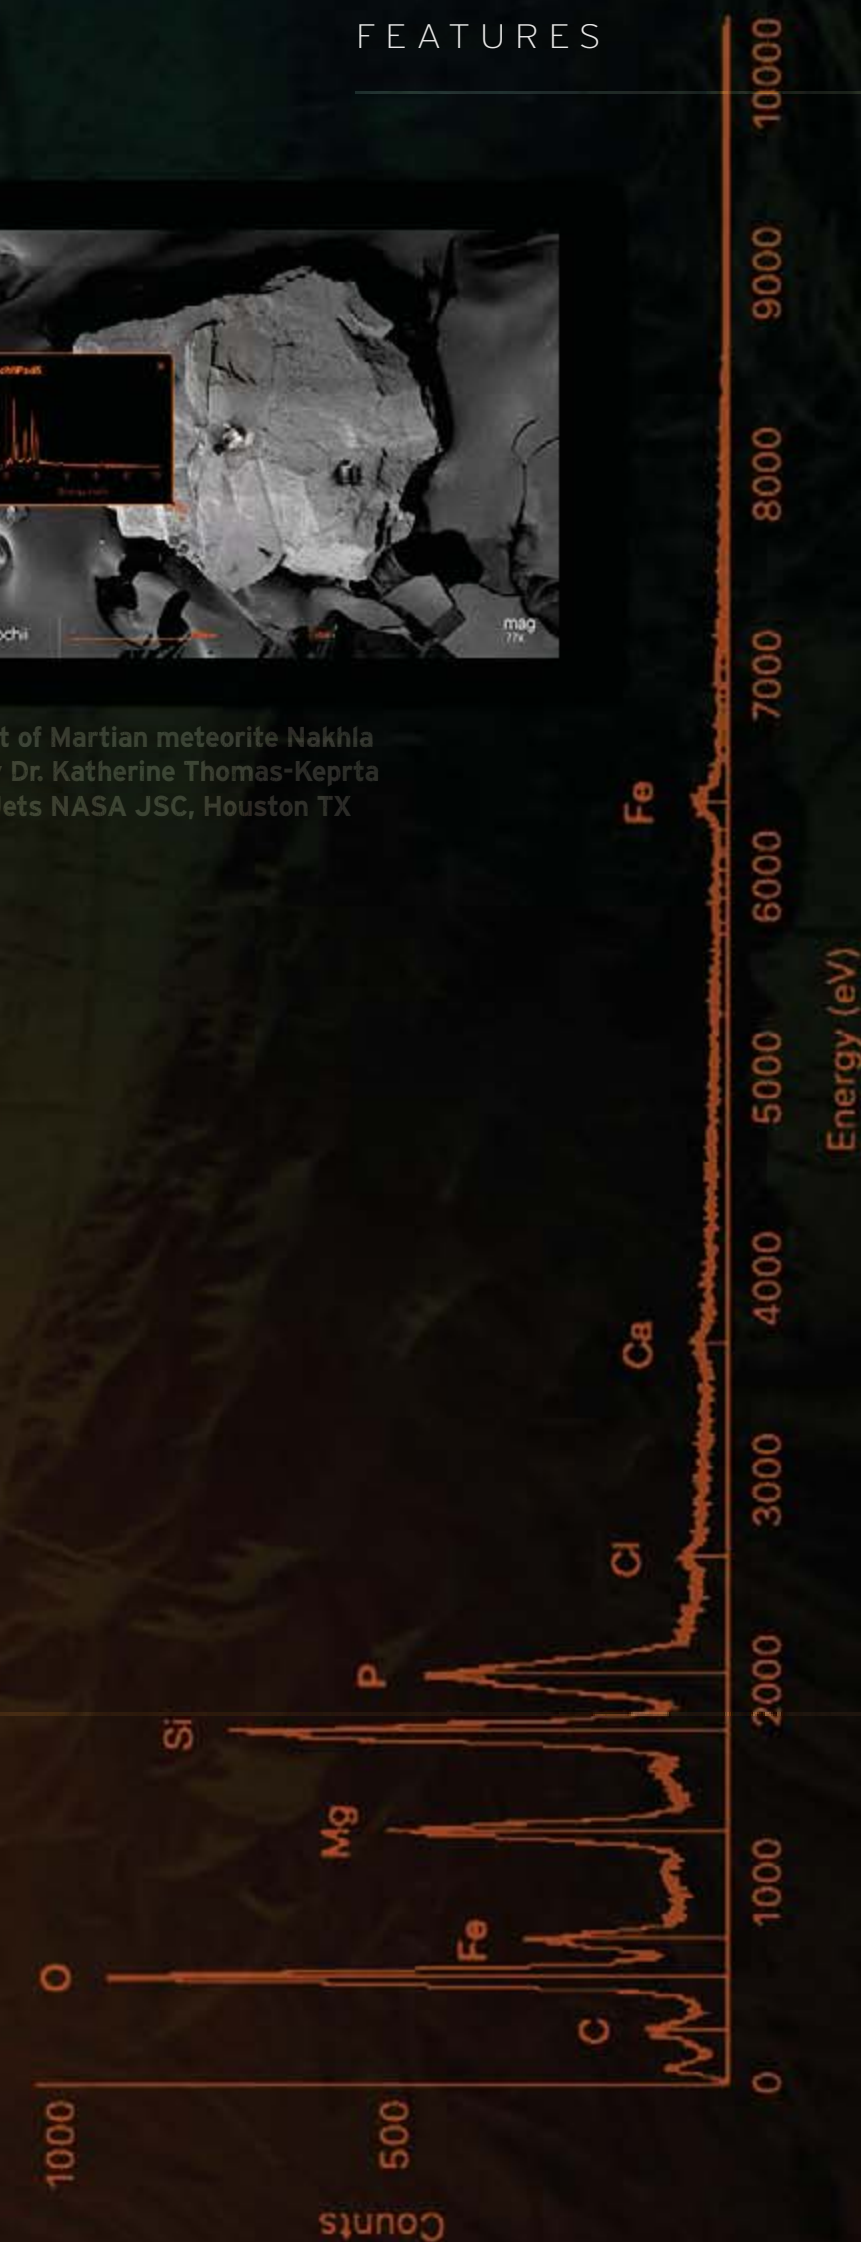 FEATURES
mag
77x
t of Martian meteorite Nakhla
Dr. Katherine Thomas-Keprta
Jets NASA JSC, Houston TX
Counts
1000
500
O
Si
Mg
P
Fe
C
Cl
Ca
Fe
0
1000
2000
3000
4000
5000
6000
7000
8000
9000
10000
Energy (eV)